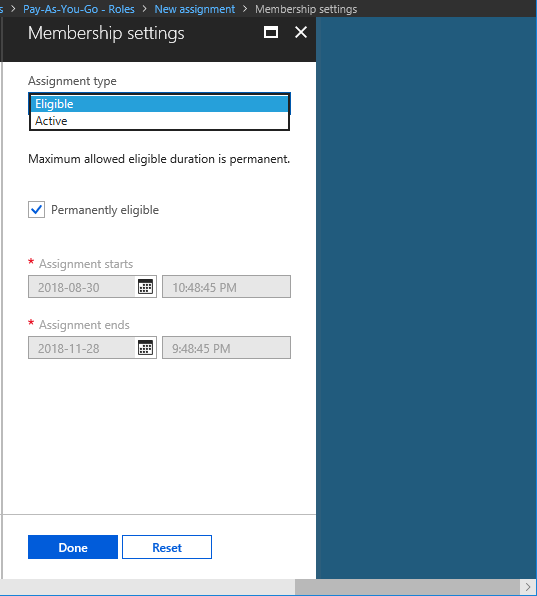 s > Pay-As-You-Go - Roles > New assignment > Membership settings
Membership settings
Assignment type
Eligible
Active
Maximum allowed eligible duration is permanent.
Permanently eligible
* Assignment starts
2018-08-30 10:48:45 PM
* Assignment ends
2018-11-28 9:48:45 PM
Done Reset